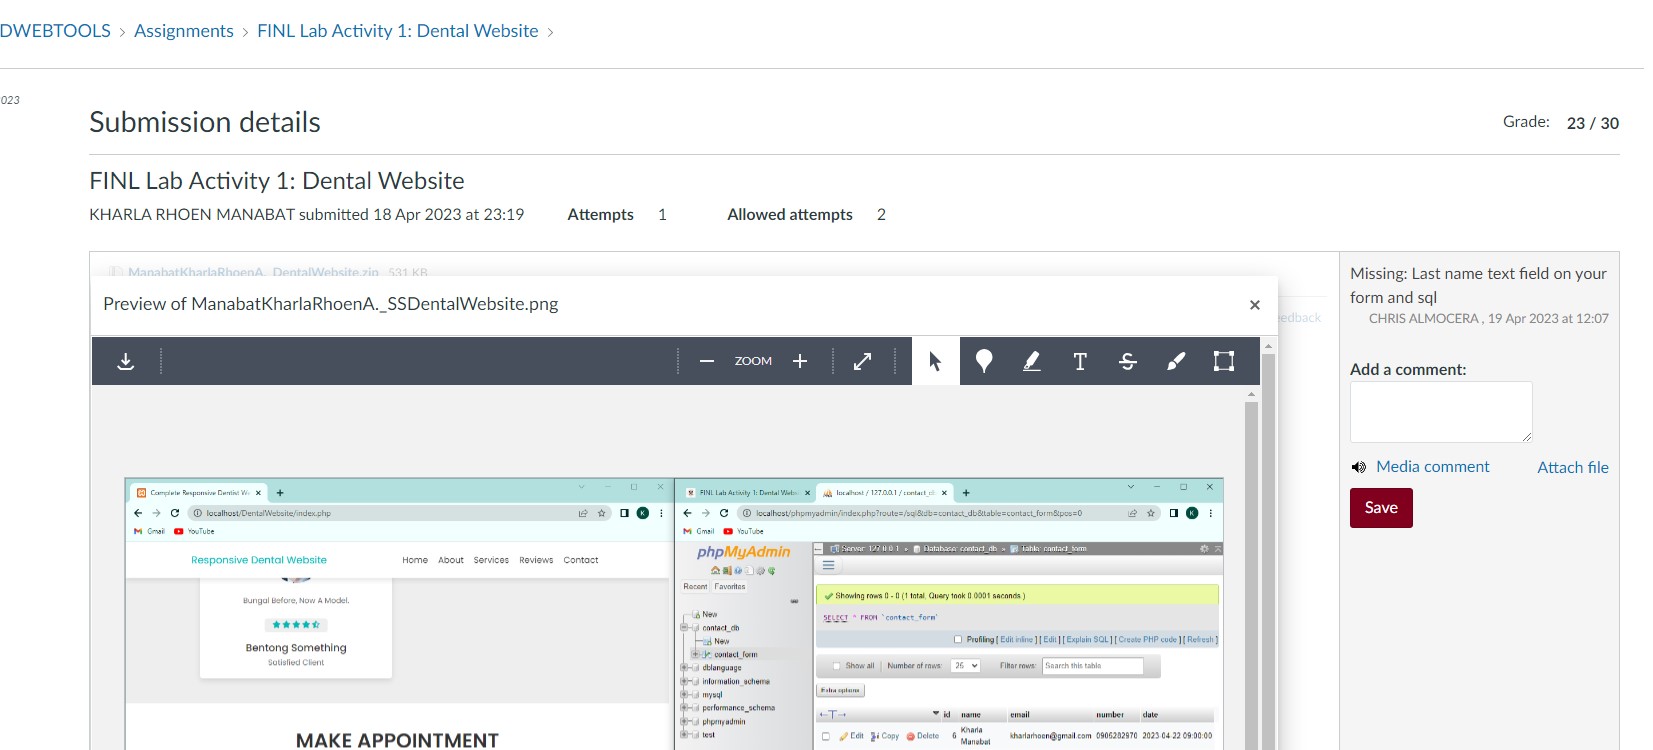 DWEBTOOLS > Assignments > FINL Lab Activity 1: Dental Website >
023
Submission details
Grade: 23 / 30
FINL Lab Activity 1: Dental Website
KHARLA RHOEN MANABAT submitted 18 Apr 2023 at 23:19 Attempts 1 Allowed attempts 2
ManabatKharlaRhoenA._DentalWebsite.zip 531 KB
Preview of ManabatKharlaRhoenA._SSDentalWebsite.png ×
eedback
Missing: Last name text field on your
form and sql
CHRIS ALMOCERA , 19 Apr 2023 at 12:07
Add a comment:
Media comment Attach file
Save
ZOOM
T
Complete Responsive Dentist W
localhost/DentalWebsite/index.php
Gmail YouTube
Responsive Dental Website Home About Services Reviews Contact
Bungal Before, Now A Model.
Bentong Something
Satisfied Client
MAKE APPOINTMENT
FINL Lab Activity 1: Dental Web
localhost / 127.0.0.1 / contact_d
localhost/phpmyadmin/index.php?route=/sql&db=contact_db&table=contact_form&pos=0
Gmail YouTube
phpMyAdmin
Recent Favorites
New
contact_db
New
contact_form
dblanguage
information_schema
mysql
performance_schema
phpmyadmin
test
Server: 127.0.0.1 » Database: contact_db » Table: contact_form
Showing rows 0 - 0 (1 total, Query took 0.0001 seconds.)
SELECT * FROM `contact_form`
Profiling [ Edit inline ] [ Edit ] [ Explain SQL ] [ Create PHP code ] [ Refresh ]
Show all | Number of rows: 25 Filter rows: Search this table
Extra options
←T→ id name email number date
Edit Copy Delete 6 Kharla Manabat kharlarhoen@gmail.com 0905202970 2023-04-22 09:00:00